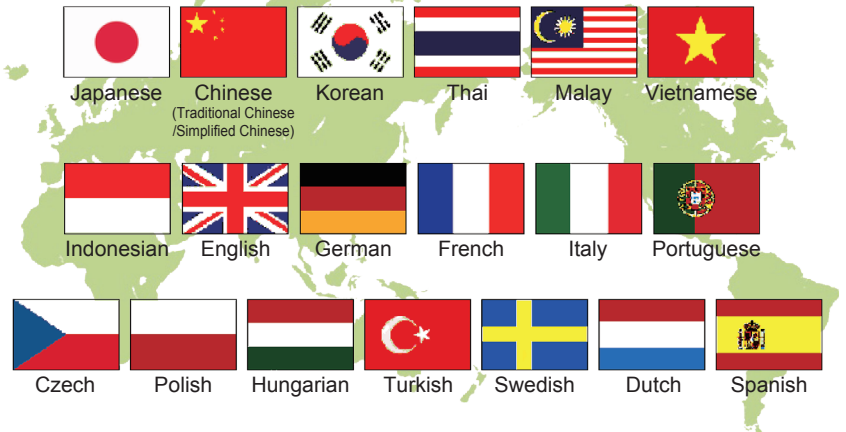 Japanese Chinese Korean Thai Malay Vietnamese
(Traditional Chinese
/Simplified Chinese)
Indonesian English German French Italy Portuguese
Czech Polish Hungarian Turkish Swedish Dutch Spanish